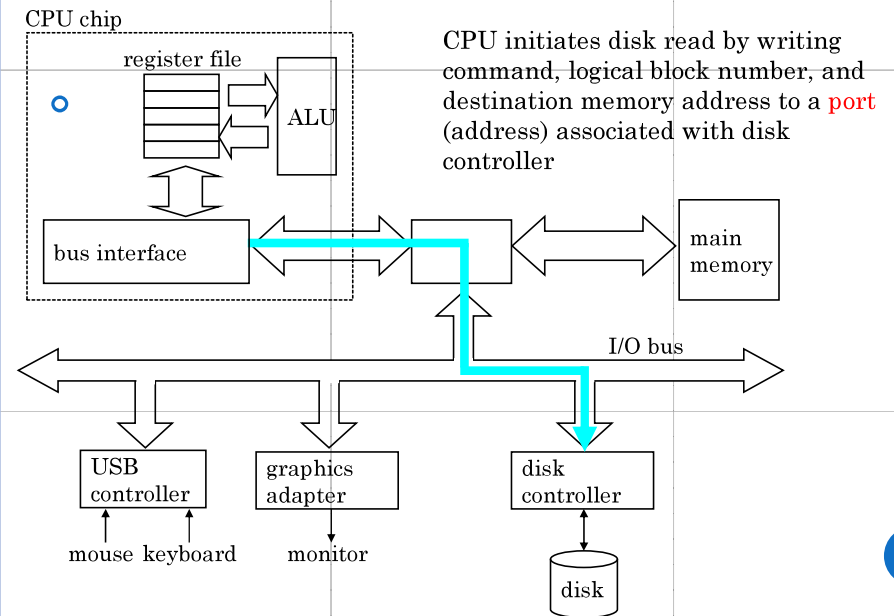 CPU chip
register file
ALU
CPU initiates disk read by writing
command, logical block number, and
destination memory address to a port
(address) associated with disk
controller
bus interface
main
memory
I/O bus
USB
controller
graphics
adapter
disk
controller
mouse keyboard
monitor
disk